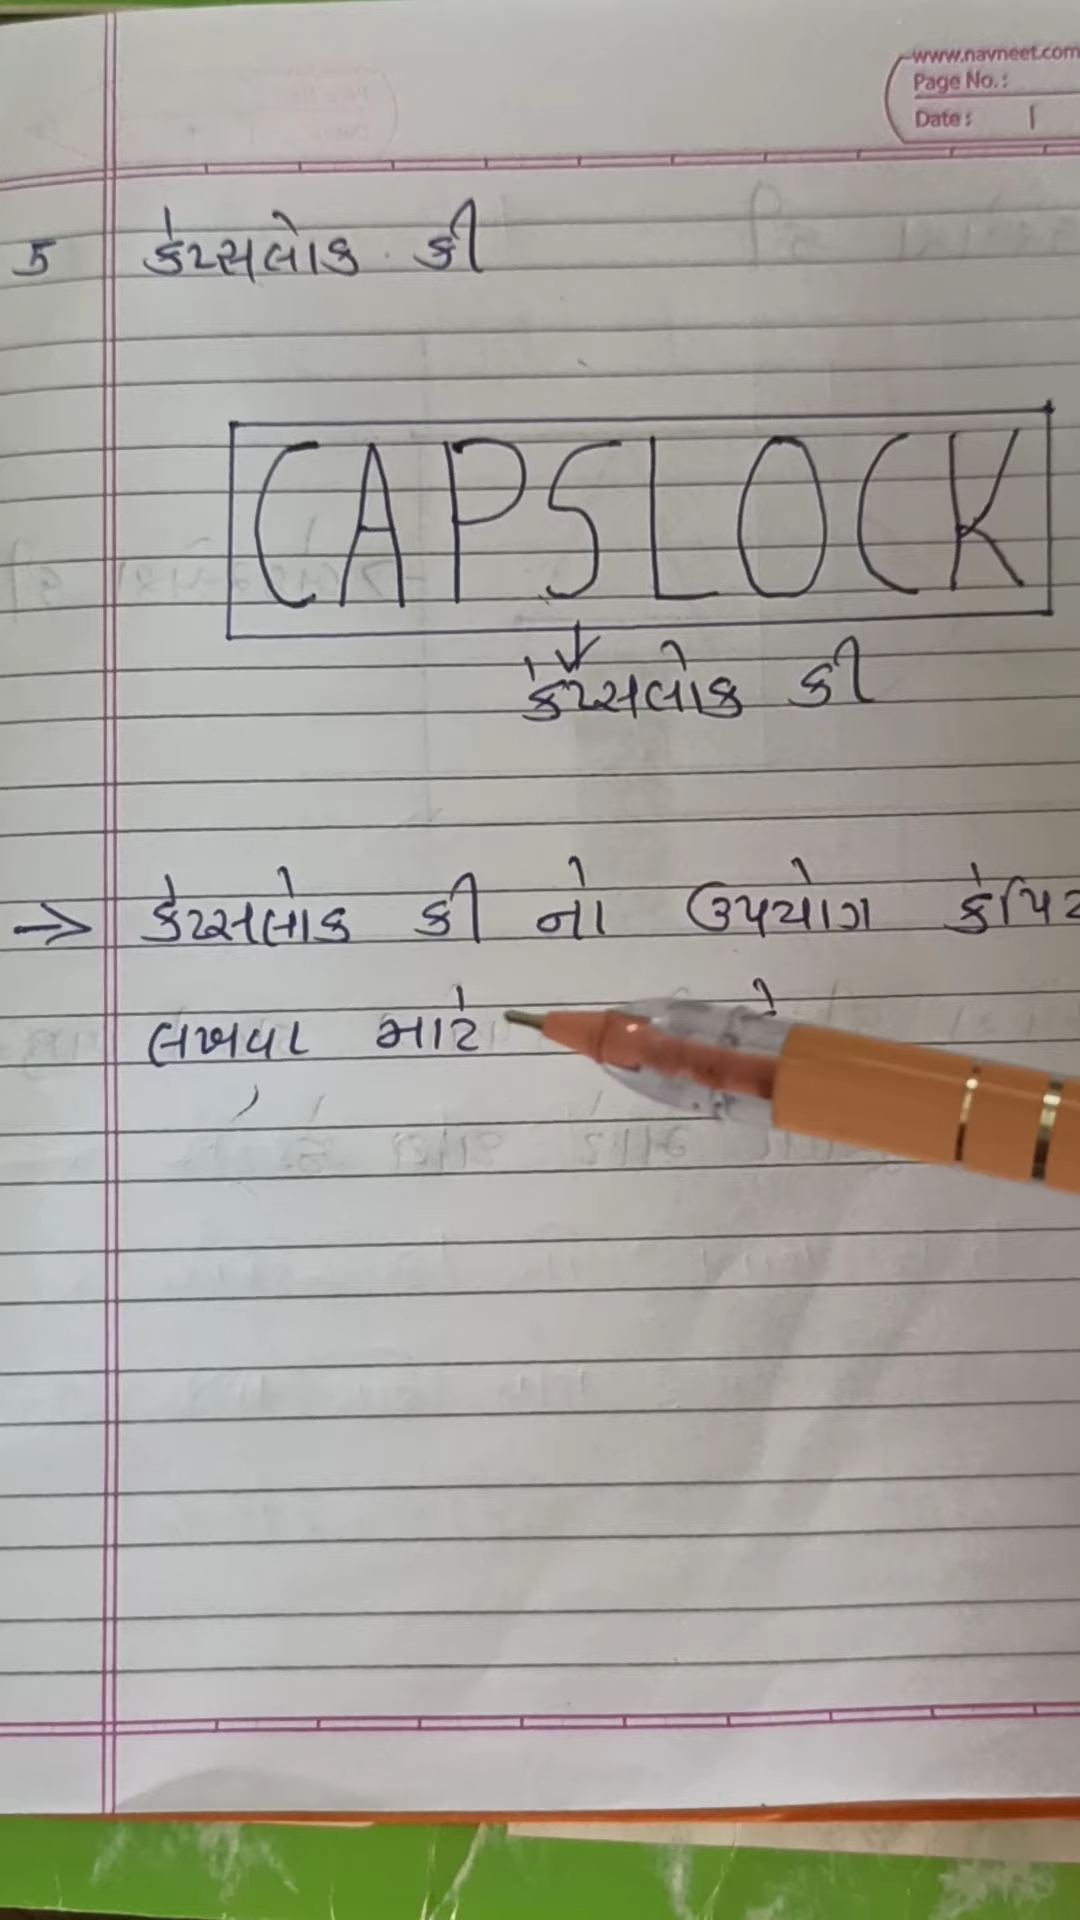 www.navneet.com
Page No.:
Date:
5 કેપ્સલોક કી
CAPSLOCK
કેપ્સલોક કી
→ કેપ્સલોક કી નો ઉપયોગ
લખવા માટે